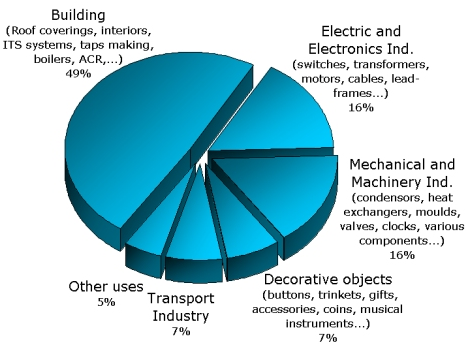 Building
(Roof coverings, interiors,
ITS systems, taps making,
boilers, ACR,...)
49%
Electric and
Electronics Ind.
(switches, transformers,
motors, cables, lead-
frames...)
16%
Mechanical and
Machinery Ind.
(condensors, heat
exchangers, moulds,
valves, clocks, various
components...)
16%
Decorative objects
(buttons, trinkets, gifts,
accessories, coins, musical
instruments...)
7%
Transport
Industry
7%
Other uses
5%